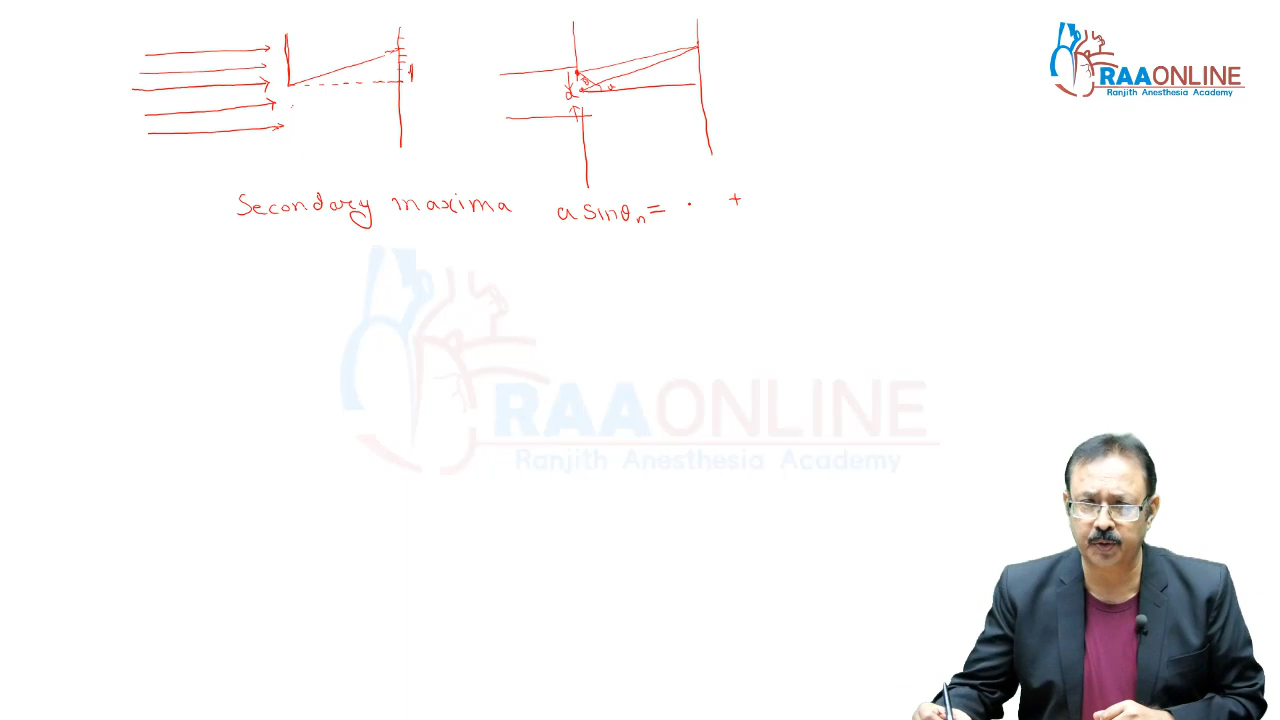 RAAONLINE
Ranjith Anesthesia Academy
d
θ
Secondary maxima a sinθn = . +
RAAONLINE
Ranjith Anesthesia Academy